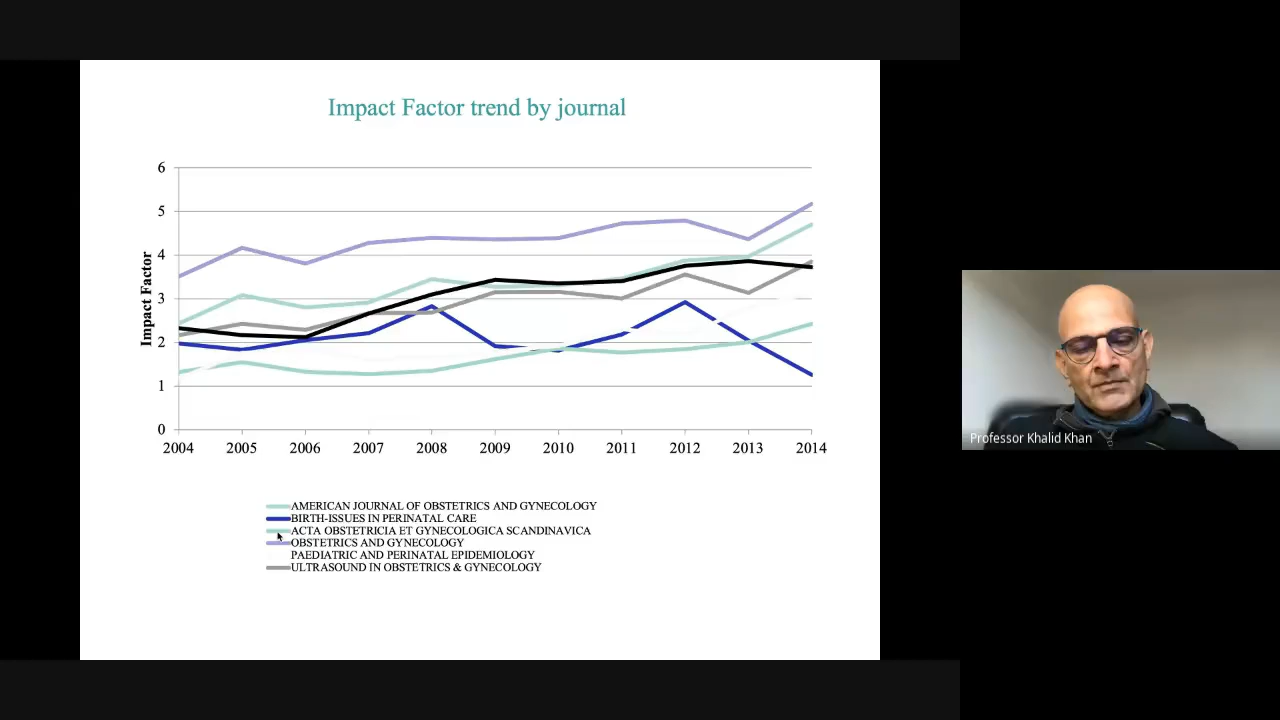 Impact Factor trend by journal
6
5
4
3
2
1
0
Impact Factor
2004 2005 2006 2007 2008 2009 2010 2011 2012 2013 2014
AMERICAN JOURNAL OF OBSTETRICS AND GYNECOLOGY
BIRTH-ISSUES IN PERINATAL CARE
ACTA OBSTETRICIA ET GYNECOLOGICA SCANDINAVICA
OBSTETRICS AND GYNECOLOGY
PAEDIATRIC AND PERINATAL EPIDEMIOLOGY
ULTRASOUND IN OBSTETRICS & GYNECOLOGY
Professor Khalid Khan